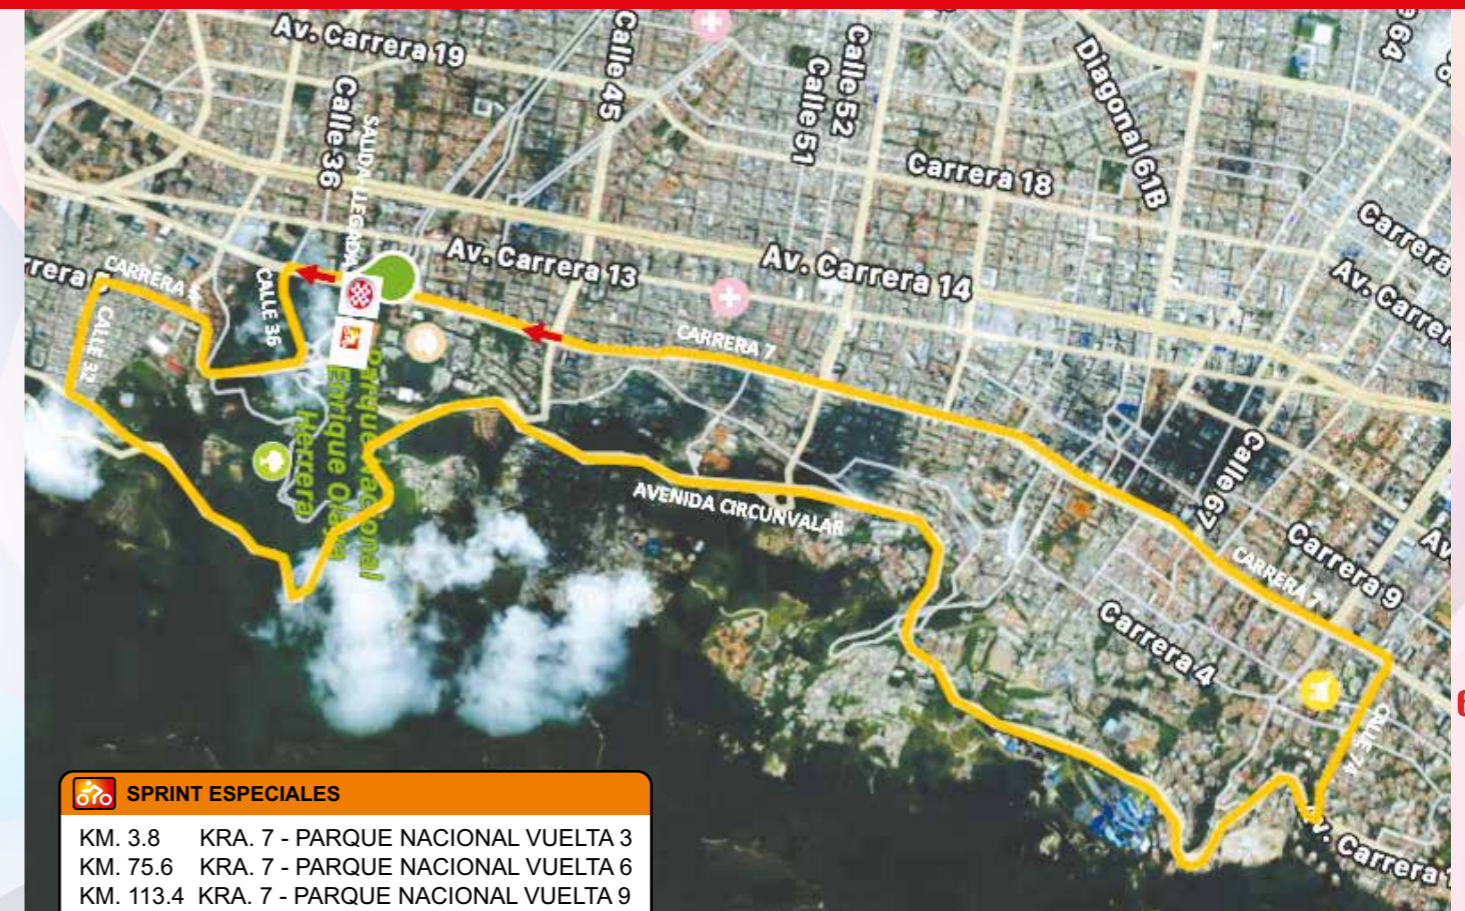 Av. Carrera 19
Calle 45
Calle 52
Calle 51
Diagonal 61B
64
Calle 36
SALIDA/LLEGADA
Carrera 18
Carrera
Av. Carrera 13
Av. Carrera 14
Av. Carrer
CARRERA
CALLE 36
CARRERA 7
CALLE 32
Parque Nacional
Enrique Olaya
Herrera
Calle 67
AVENIDA CIRCUNVALAR
CARRERA 7
Carrera 9
Av
Carrera 4
CALLE 74
Av. Carrera 1
SPRINT ESPECIALES
KM. 3.8 KRA. 7 - PARQUE NACIONAL VUELTA 3
KM. 75.6 KRA. 7 - PARQUE NACIONAL VUELTA 6
KM. 113.4 KRA. 7 - PARQUE NACIONAL VUELTA 9